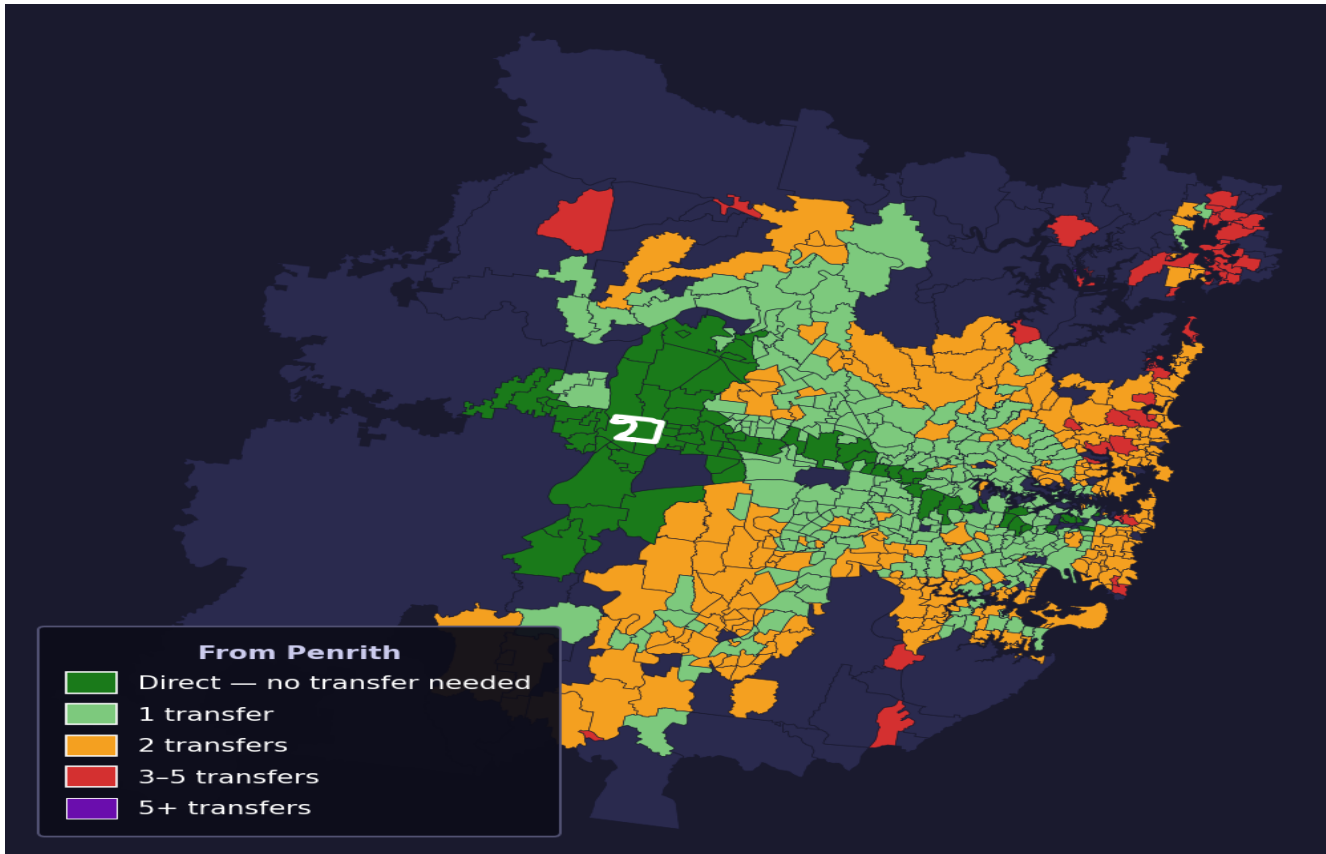 From Penrith
Direct — no transfer needed
1 transfer
2 transfers
3–5 transfers
5+ transfers